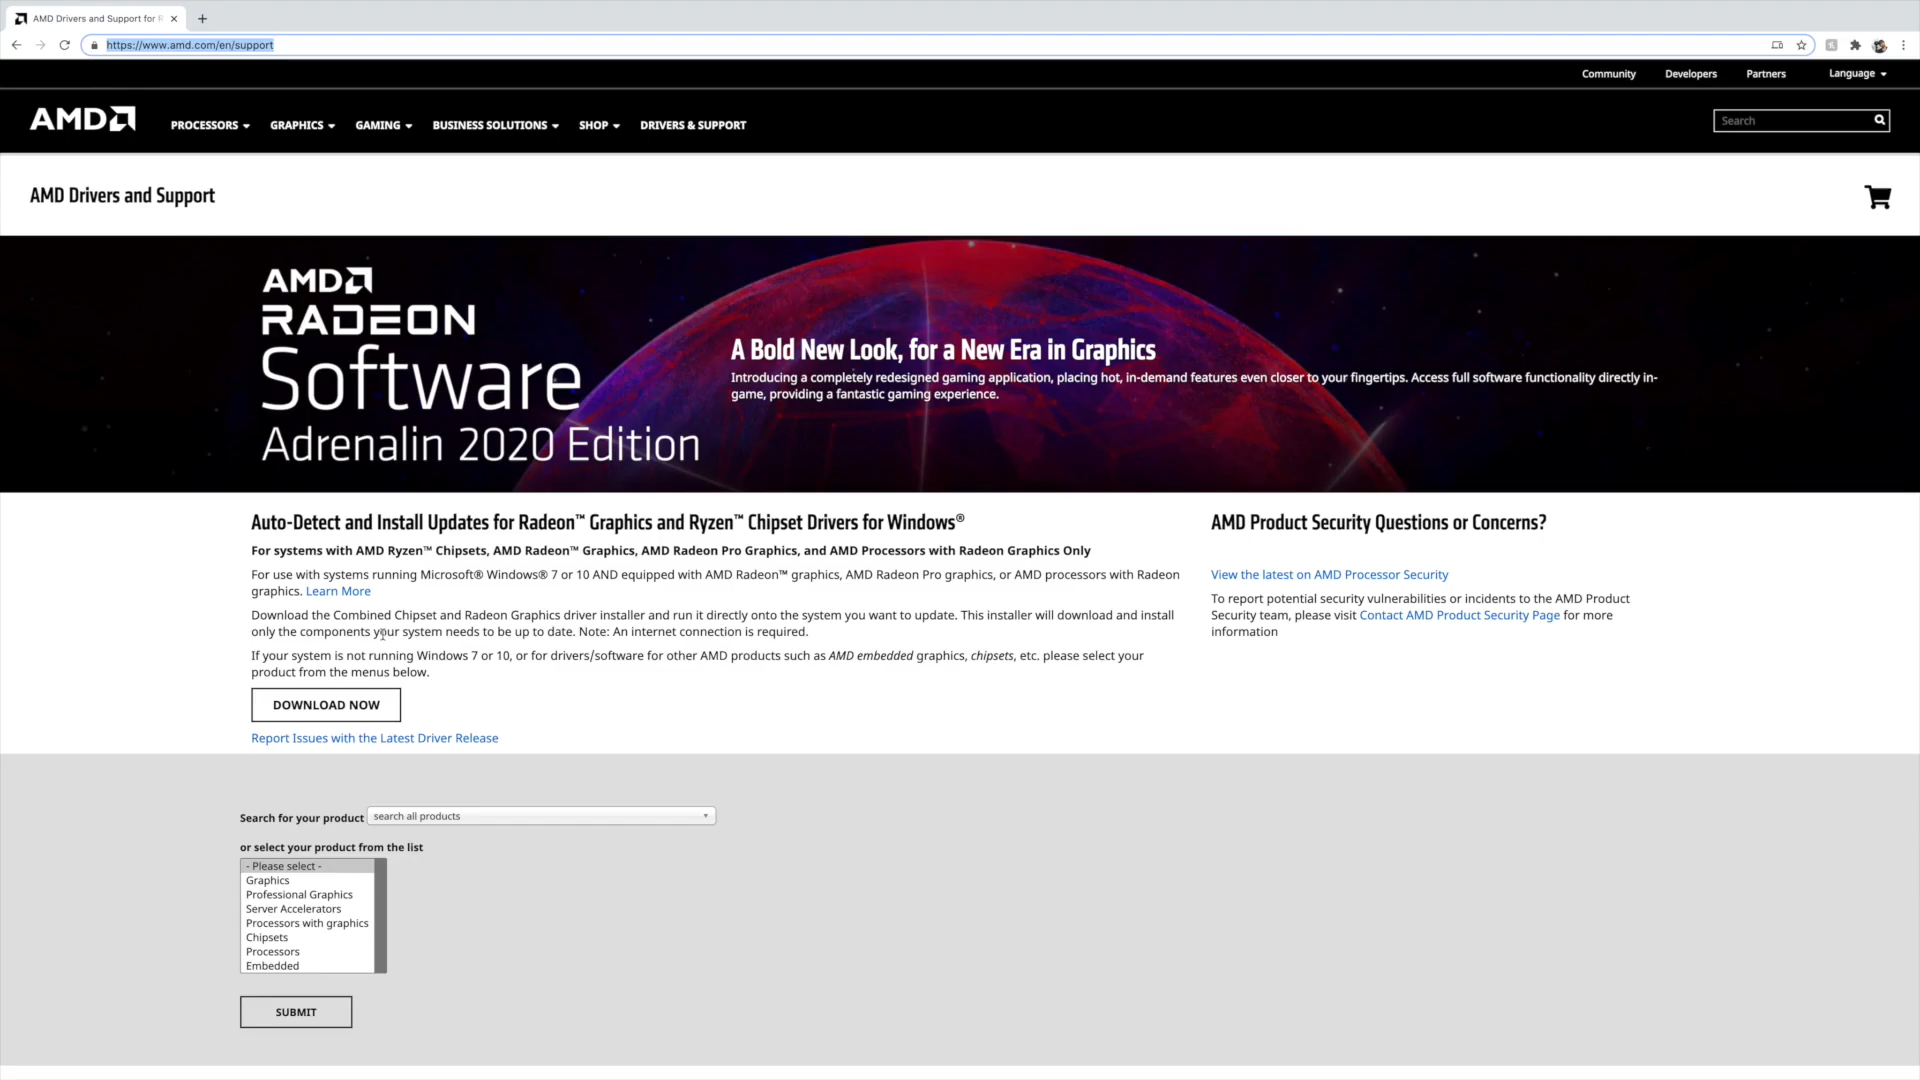 AMD Drivers and Support for R
https://www.amd.com/en/support
Community Developers Partners Language
AMD PROCESSORS GRAPHICS GAMING BUSINESS SOLUTIONS SHOP DRIVERS & SUPPORT Search
AMD Drivers and Support
AMD
RADEON
Software
Adrenalin 2020 Edition
A Bold New Look, for a New Era in Graphics
Introducing a completely redesigned gaming application, placing hot, in-demand features even closer to your fingertips. Access full software functionality directly in-
game, providing a fantastic gaming experience.
Auto-Detect and Install Updates for Radeon™ Graphics and Ryzen™ Chipset Drivers for Windows®
For systems with AMD Ryzen™ Chipsets, AMD Radeon™ Graphics, AMD Radeon Pro Graphics, and AMD Processors with Radeon Graphics Only
For use with systems running Microsoft® Windows® 7 or 10 AND equipped with AMD Radeon™ graphics, AMD Radeon Pro graphics, or AMD processors with Radeon
graphics. Learn More
Download the Combined Chipset and Radeon Graphics driver installer and run it directly onto the system you want to update. This installer will download and install
only the components your system needs to be up to date. Note: An internet connection is required.
If your system is not running Windows 7 or 10, or for drivers/software for other AMD products such as AMD embedded graphics, chipsets, etc. please select your
product from the menus below.
DOWNLOAD NOW
Report Issues with the Latest Driver Release
AMD Product Security Questions or Concerns?
View the latest on AMD Processor Security
To report potential security vulnerabilities or incidents to the AMD Product
Security team, please visit Contact AMD Product Security Page for more
information
Search for your product search all products
or select your product from the list
- Please select -
Graphics
Professional Graphics
Server Accelerators
Processors with graphics
Chipsets
Processors
Embedded
SUBMIT